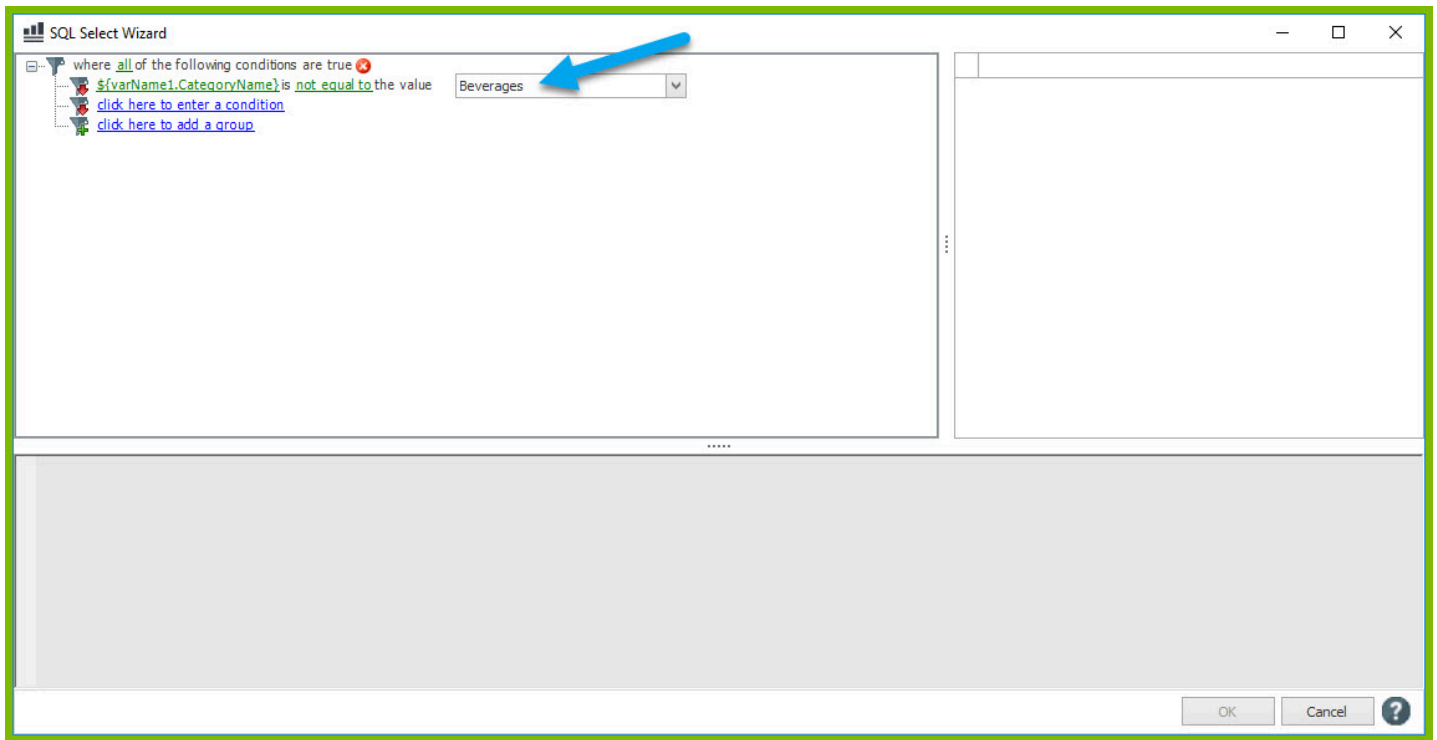 SQL Select Wizard
where all of the following conditions are true
${varName1.CategoryName} is not equal to the value Beverages
click here to enter a condition
click here to add a group
OK Cancel ?